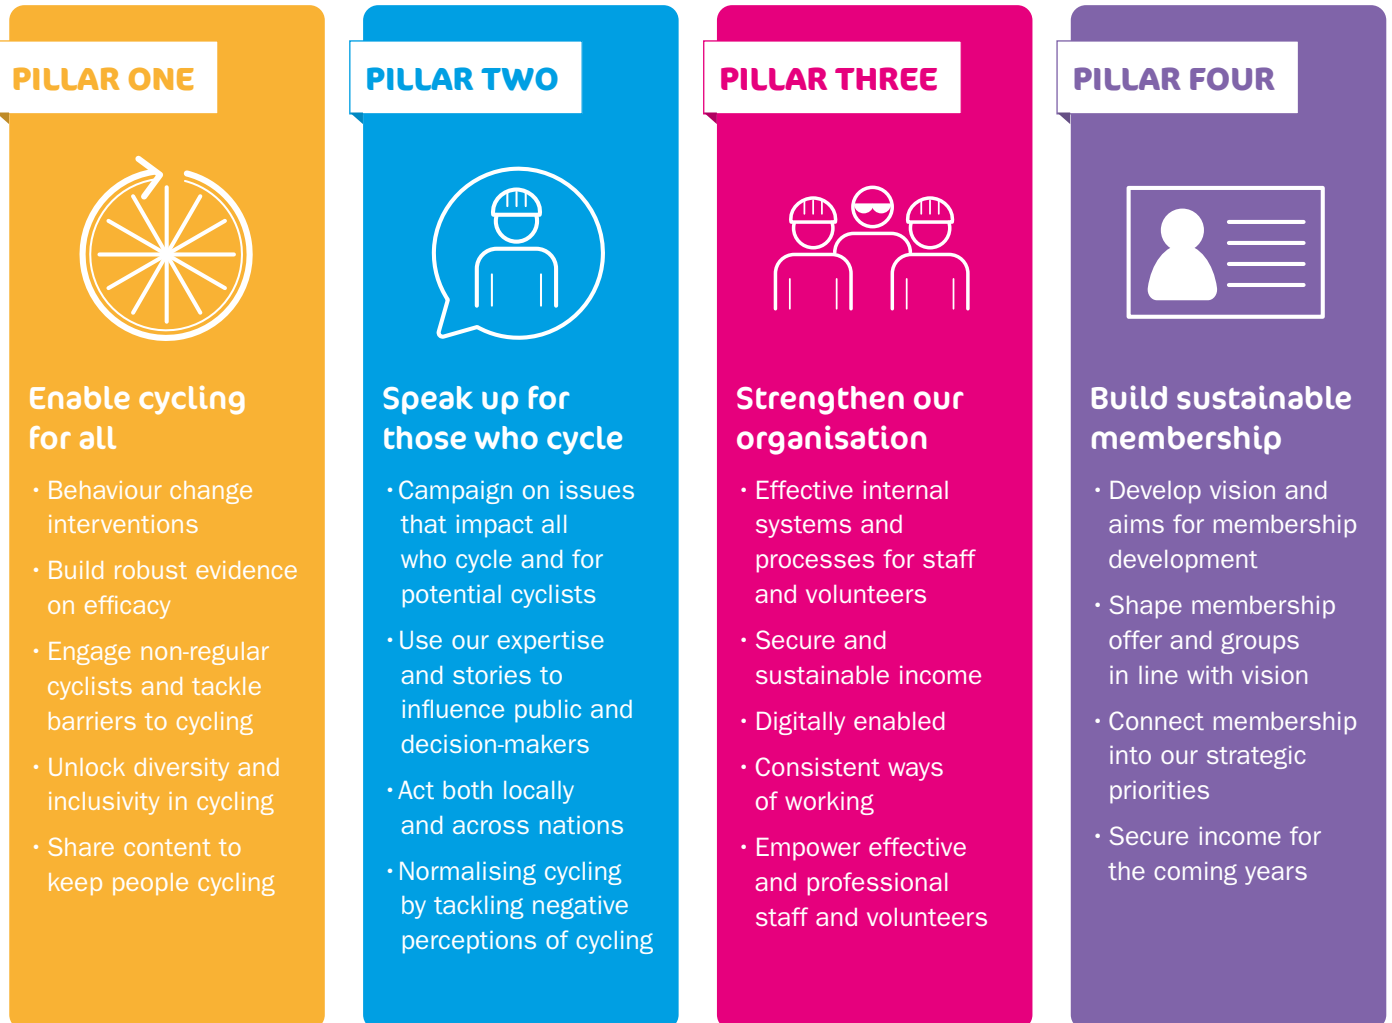 PILLAR ONE
Enable cycling
for all
· Behaviour change
interventions
· Build robust evidence
on efficacy
· Engage non-regular
cyclists and tackle
barriers to cycling
· Unlock diversity and
inclusivity in cycling
· Share content to
keep people cycling
PILLAR TWO
Speak up for
those who cycle
· Campaign on issues
that impact all
who cycle and for
potential cyclists
· Use our expertise
and stories to
influence public and
decision-makers
· Act both locally
and across nations
· Normalising cycling
by tackling negative
perceptions of cycling
PILLAR THREE
Strengthen our
organisation
· Effective internal
systems and
processes for staff
and volunteers
· Secure and
sustainable income
· Digitally enabled
· Consistent ways
of working
· Empower effective
and professional
staff and volunteers
PILLAR FOUR
Build sustainable
membership
· Develop vision and
aims for membership
development
· Shape membership
offer and groups
in line with vision
· Connect membership
into our strategic
priorities
· Secure income for
the coming years